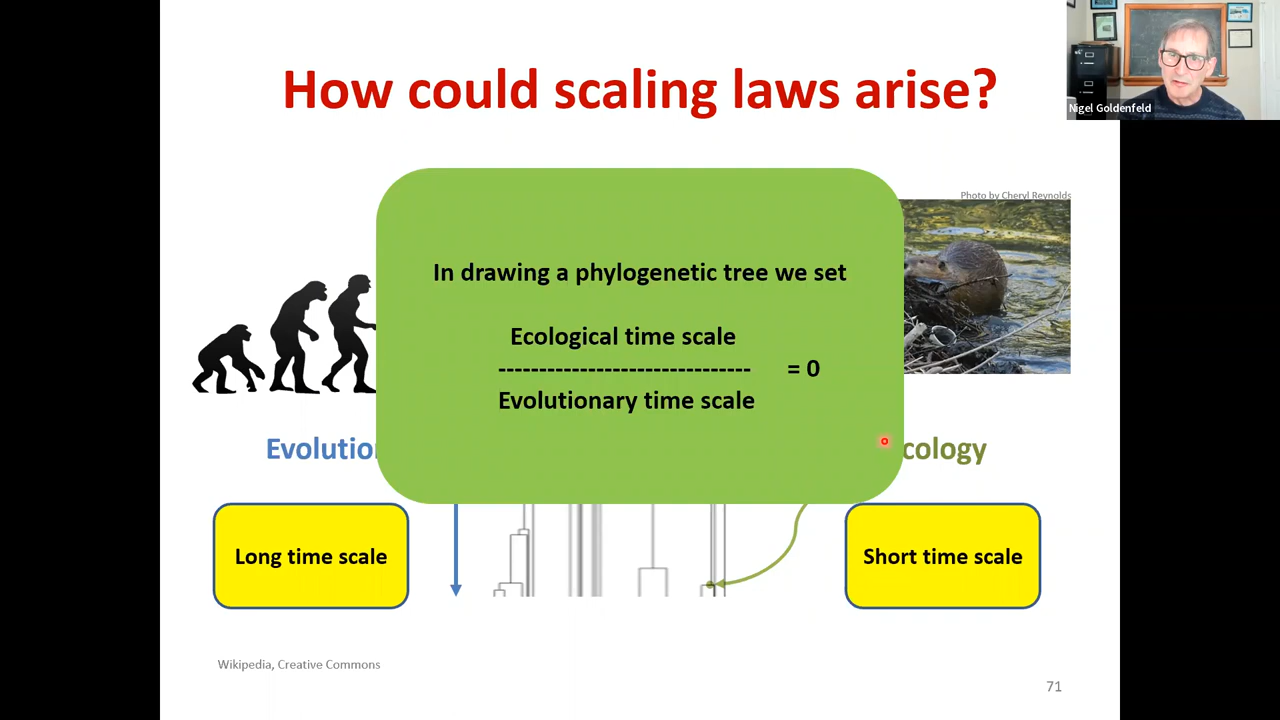 How could scaling laws arise?
Nigel Goldenfeld
Photo by Cheryl Reynolds
In drawing a phylogenetic tree we set
Ecological time scale
------------------------------ = 0
Evolutionary time scale
Evolution
cology
Long time scale
Short time scale
Wikipedia, Creative Commons
71